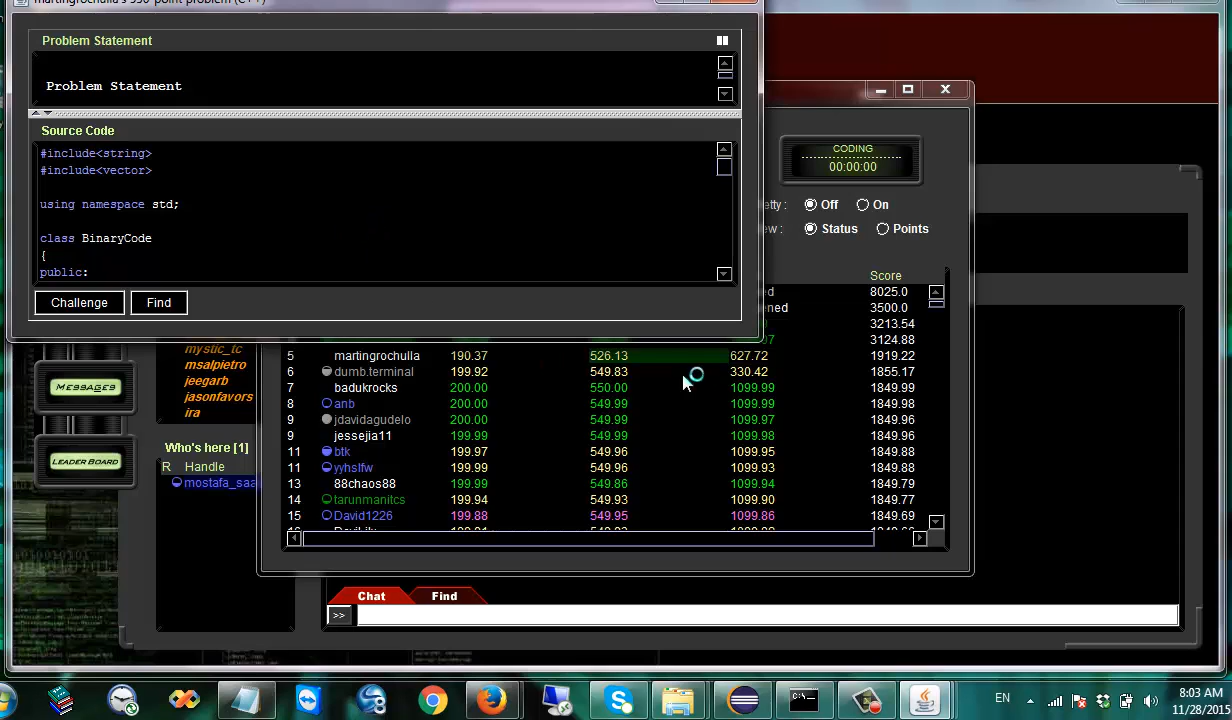 martingrochulla's 550-point problem (C++)
Problem Statement
Problem Statement
Source Code
#include<string>
#include<vector>
using namespace std;
class BinaryCode
{
public:
Challenge
Find
CODING
00:00:00
etty :
Off
On
ew :
Status
Points
Score
ed 8025.0
ened 3500.0
3213.54
3124.88
5 martingrochulla 190.37 526.13 627.72 1919.22
6 dumb.terminal 199.92 549.83 330.42 1855.17
7 badukrocks 200.00 550.00 1099.99 1849.99
8 anb 200.00 549.99 1099.99 1849.98
9 jdavidagudelo 200.00 549.99 1099.97 1849.96
9 jessejia11 199.99 549.99 1099.98 1849.96
11 btk 199.97 549.96 1099.95 1849.88
11 yyhslfw 199.99 549.96 1099.93 1849.88
13 88chaos88 199.99 549.86 1099.94 1849.79
14 tarunmanitcs 199.94 549.93 1099.90 1849.77
15 David1226 199.88 549.95 1099.86 1849.69
mystic_tc
msalpietro
jeegarb
jasonfavors
ira
MESSAGES
LEADER BOARD
Who's here [1]
R Handle
mostafa_saa
Chat
Find
>>
EN
8:03 AM
11/28/2015